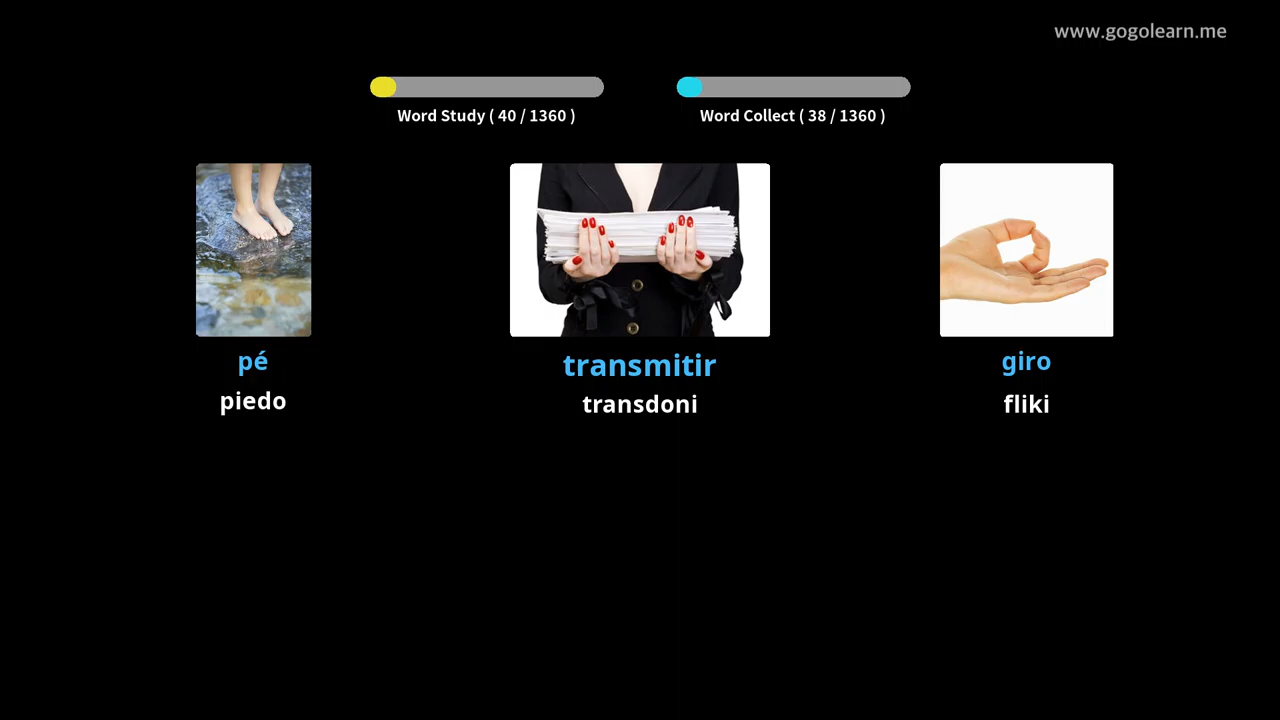 www.gogolearn.me
Word Study ( 40 / 1360 )
Word Collect ( 38 / 1360 )
pé
piedo
transmitir
transdoni
giro
fliki